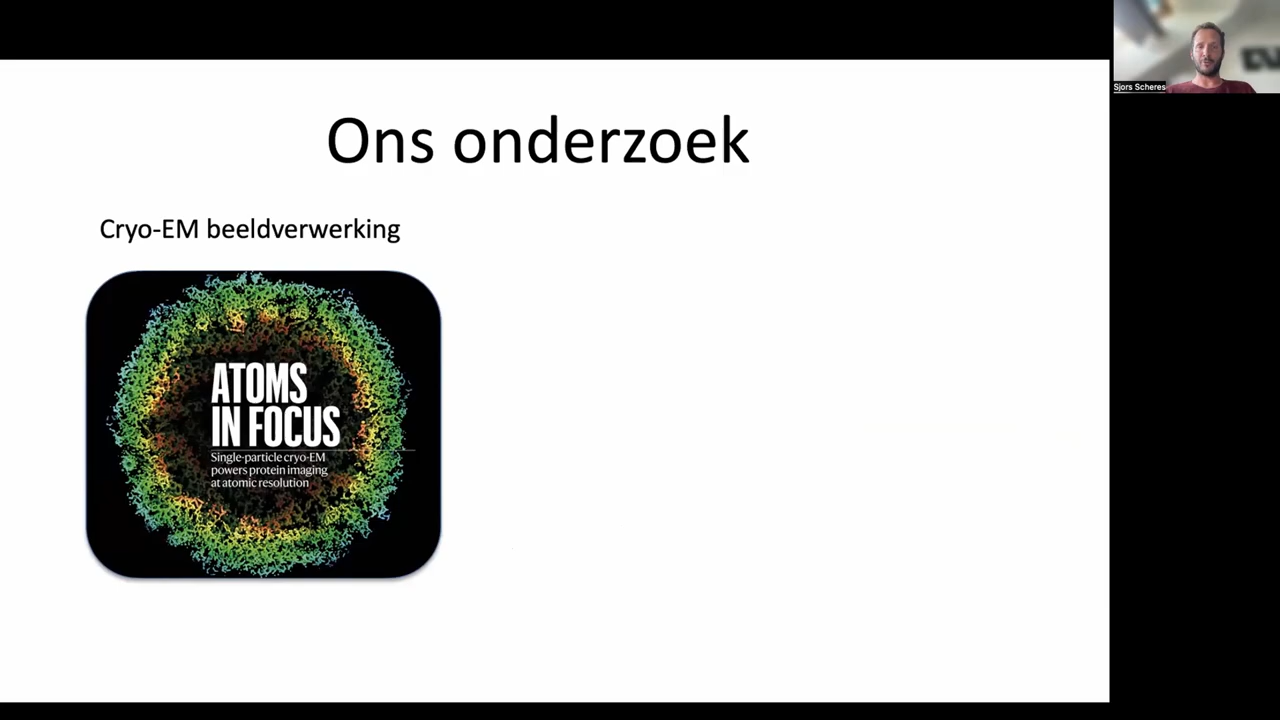 Ons onderzoek
Cryo-EM beeldverwerking
ATOMS
IN FOCUS
Single-particle cryo-EM
powers protein imaging
at atomic resolution
Sjors Scheres